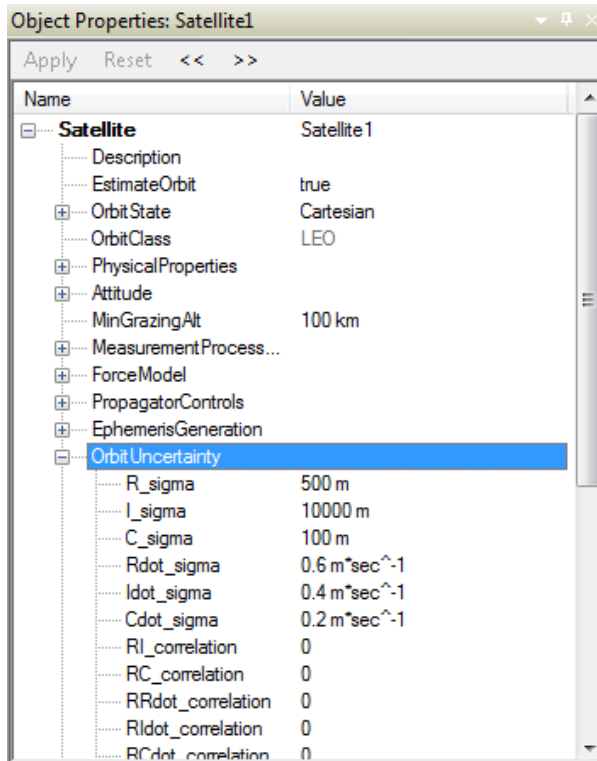 Object Properties: Satellite1
Apply Reset << >>
Name Value
Satellite Satellite1
Description
EstimateOrbit true
OrbitState Cartesian
OrbitClass LEO
PhysicalProperties
Attitude
MinGrazingAlt 100 km
MeasurementProcess...
ForceModel
PropagatorControls
EphemerisGeneration
OrbitUncertainty
R_sigma 500 m
I_sigma 10000 m
C_sigma 100 m
Rdot_sigma 0.6 m*sec^-1
Idot_sigma 0.4 m*sec^-1
Cdot_sigma 0.2 m*sec^-1
RI_correlation 0
RC_correlation 0
RRdot_correlation 0
RIdot_correlation 0
RCdot_correlation 0